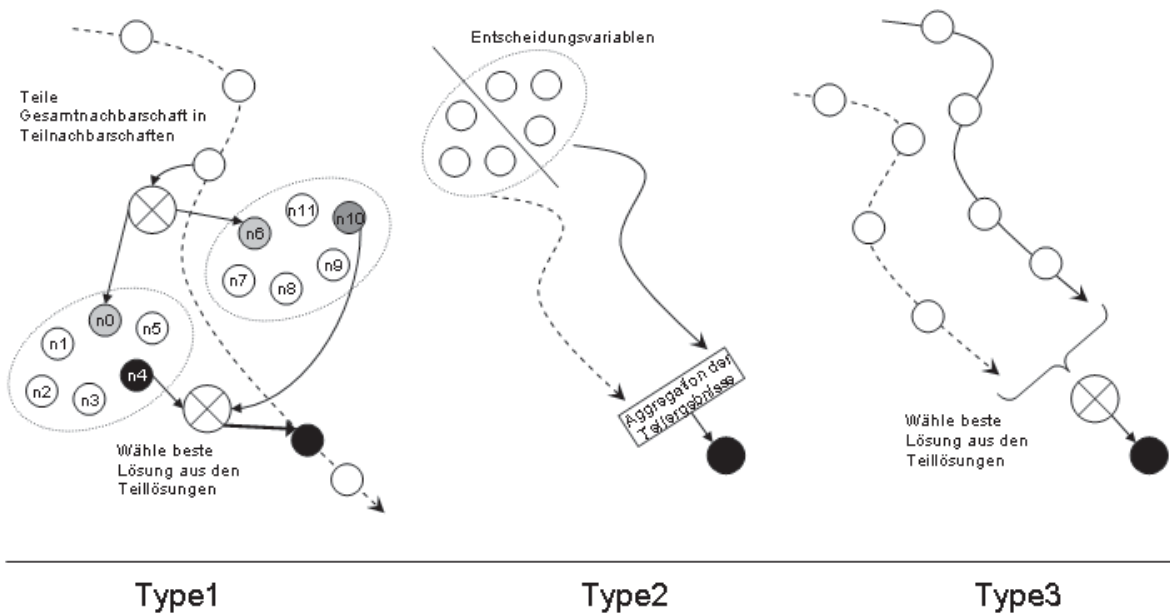 Teile
Gesamtnachbarschaft in
Teilnachbarschaften
n11
n10
n6
n9
n7
n8
n0
n5
n1
n4
n2
n3
Wähle beste
Lösung aus den
Teillösungen
Entscheidungsvariablen
Aggregation der
Teilergebnisse
Wähle beste
Lösung aus den
Teillösungen
Type1
Type2
Type3